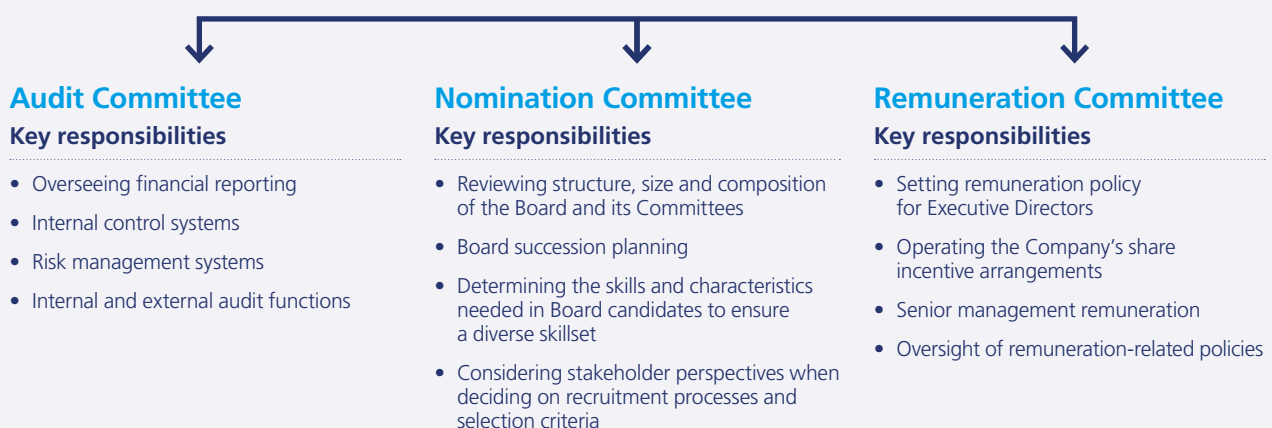 Audit Committee
Key responsibilities
• Overseeing financial reporting
• Internal control systems
• Risk management systems
• Internal and external audit functions
Nomination Committee
Key responsibilities
• Reviewing structure, size and composition
of the Board and its Committees
• Board succession planning
• Determining the skills and characteristics
needed in Board candidates to ensure
a diverse skillset
• Considering stakeholder perspectives when
deciding on recruitment processes and
selection criteria
Remuneration Committee
Key responsibilities
• Setting remuneration policy
for Executive Directors
• Operating the Company’s share
incentive arrangements
• Senior management remuneration
• Oversight of remuneration-related policies